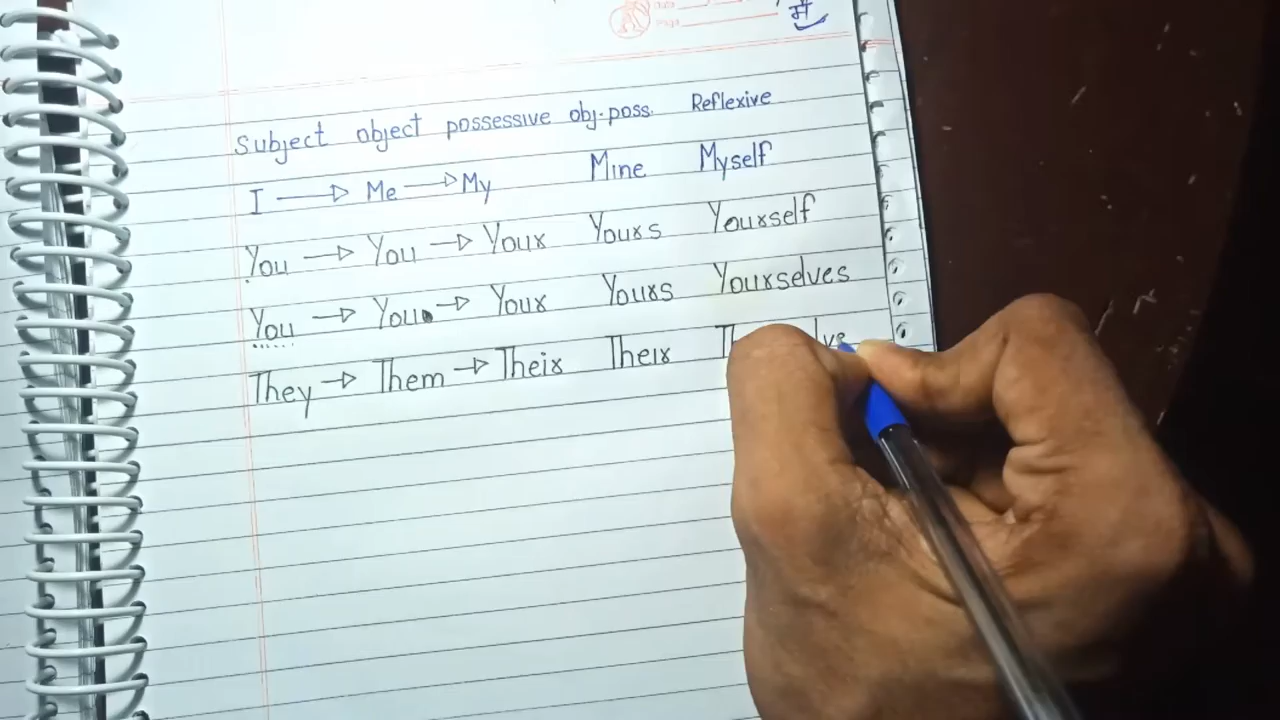 में
Subject object possessive obj.poss. Reflexive
I → Me → My Mine Myself
You → You → Your Yours Yourself
You → You → Your Yours Yourselves
They → Them → Their Their